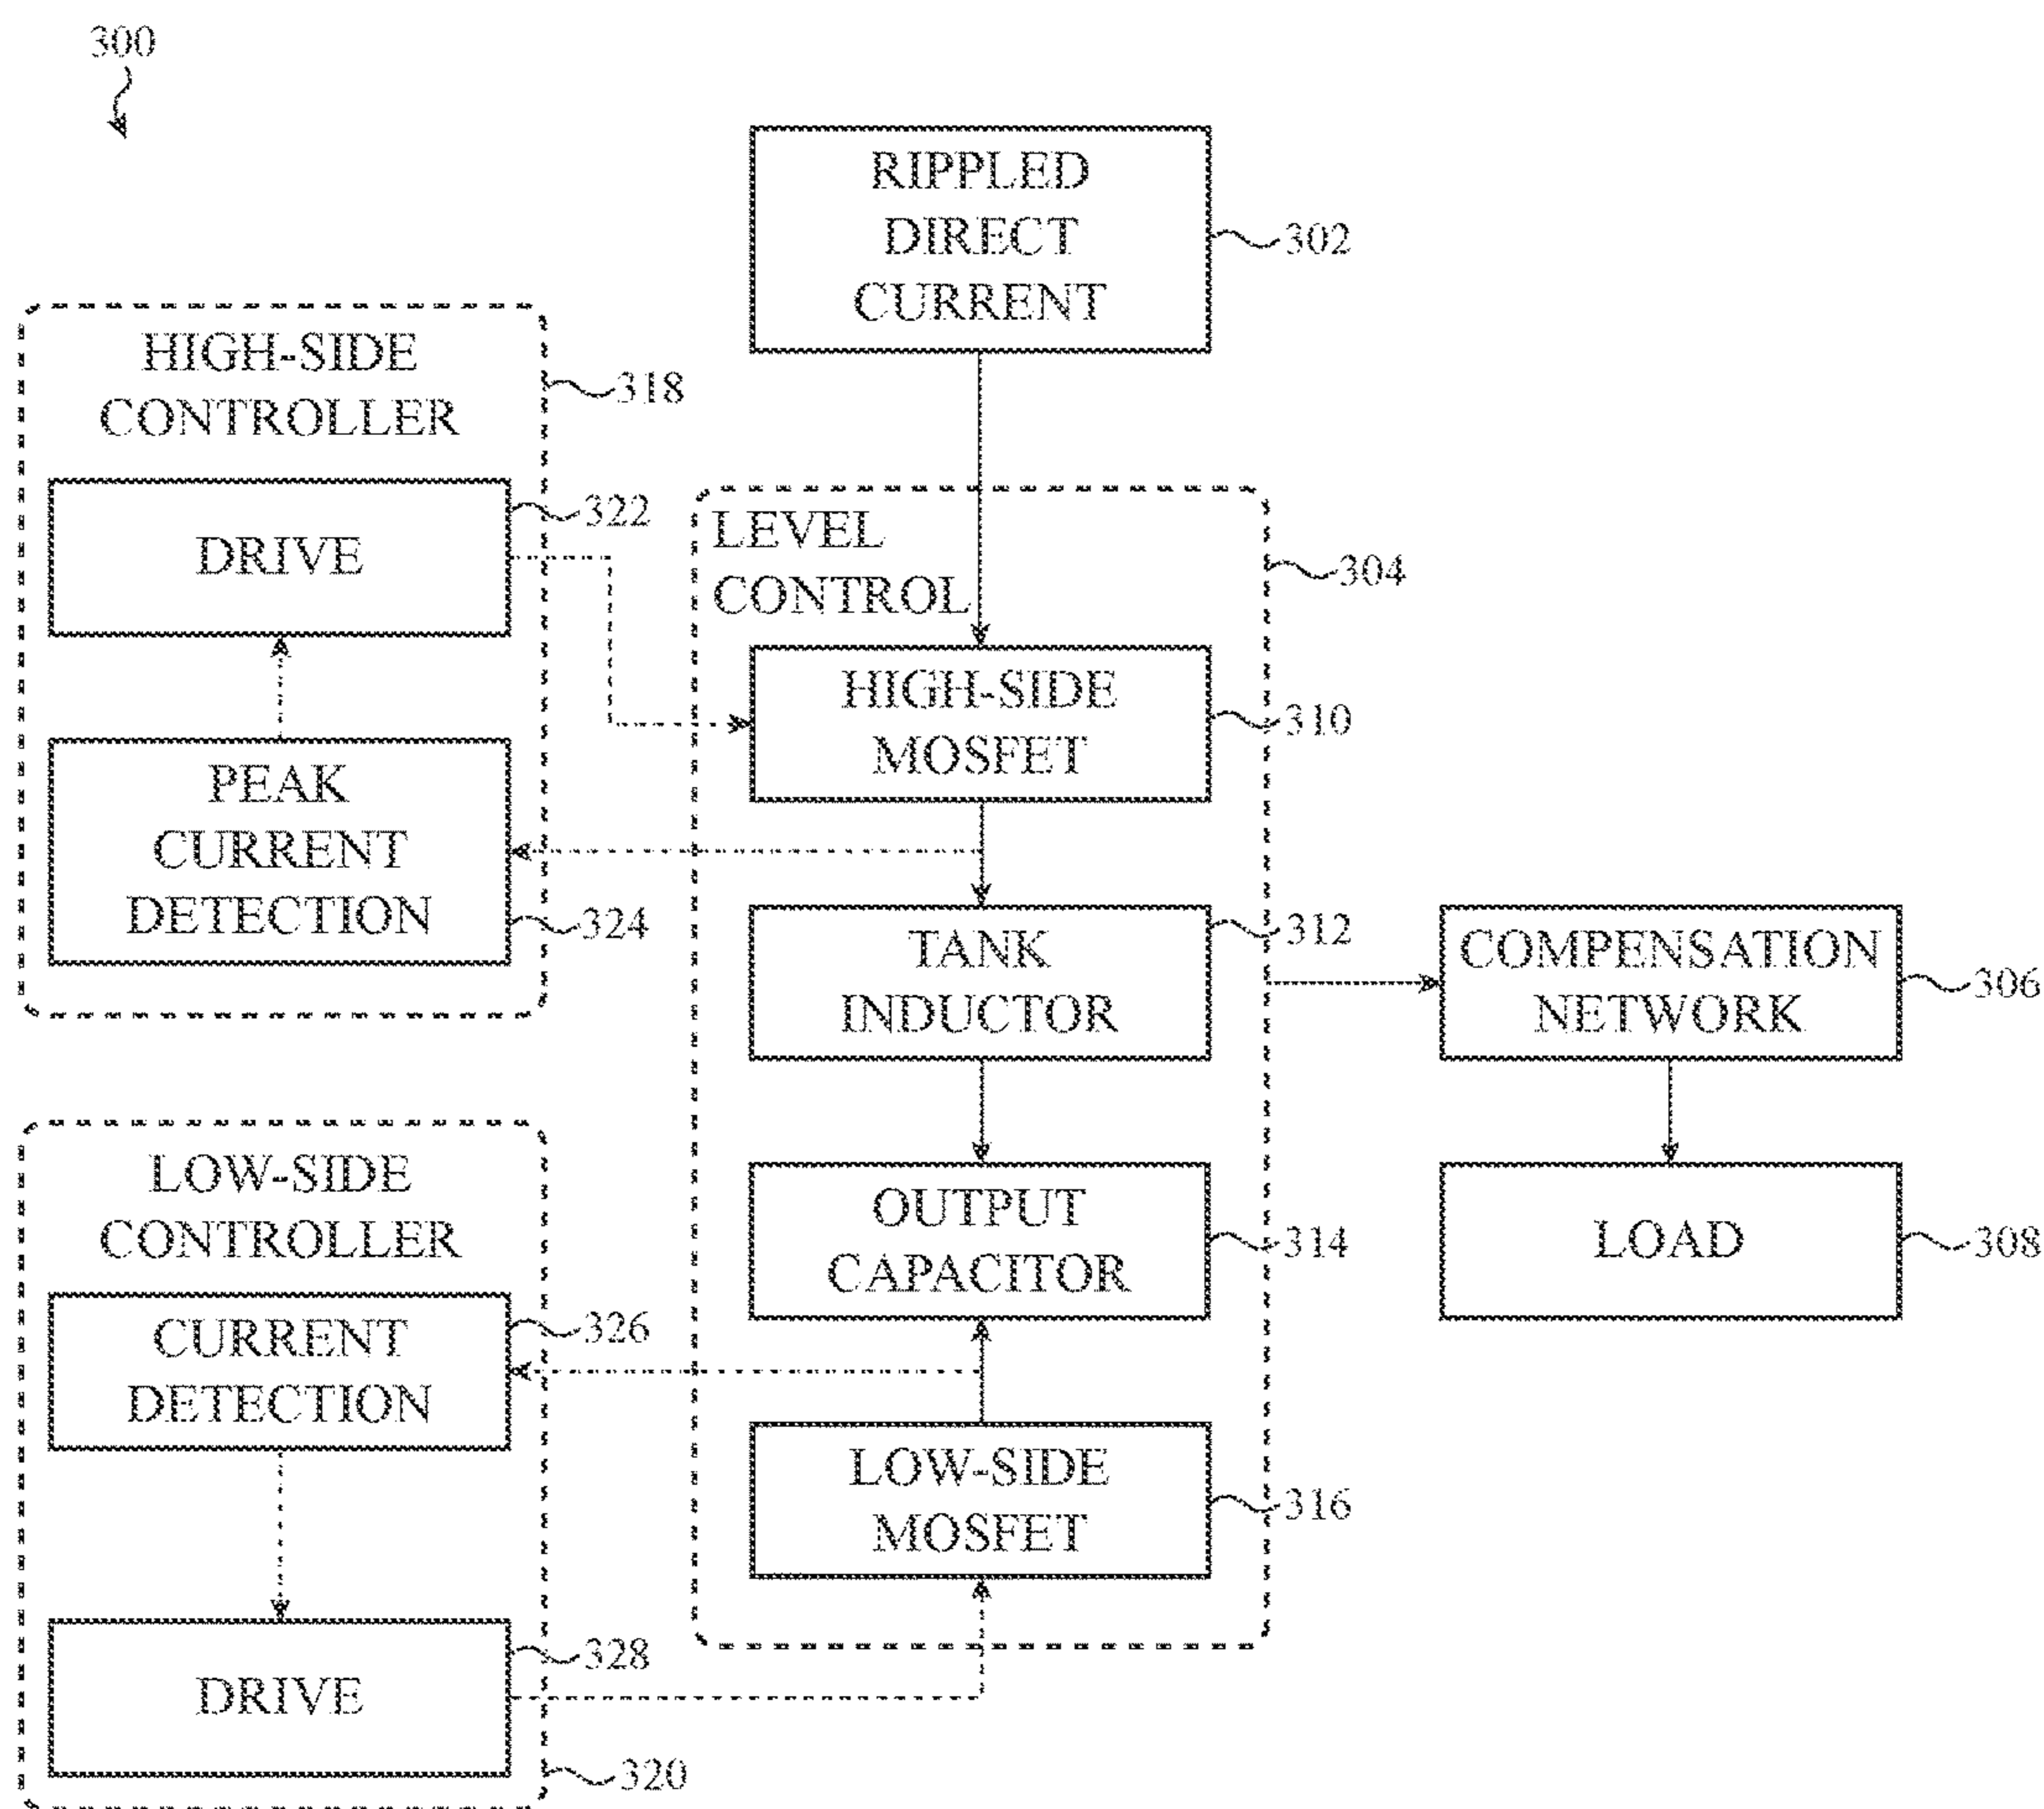 300
RIPPLED
DIRECT
CURRENT
302
HIGH-SIDE
CONTROLLER
318
DRIVE
322
PEAK
CURRENT
DETECTION
324
LEVEL
CONTROL
304
HIGH-SIDE
MOSFET
310
TANK
INDUCTOR
312
COMPENSATION
NETWORK
306
OUTPUT
CAPACITOR
314
LOAD
308
LOW-SIDE
CONTROLLER
CURRENT
DETECTION
326
LOW-SIDE
MOSFET
316
DRIVE
328
320